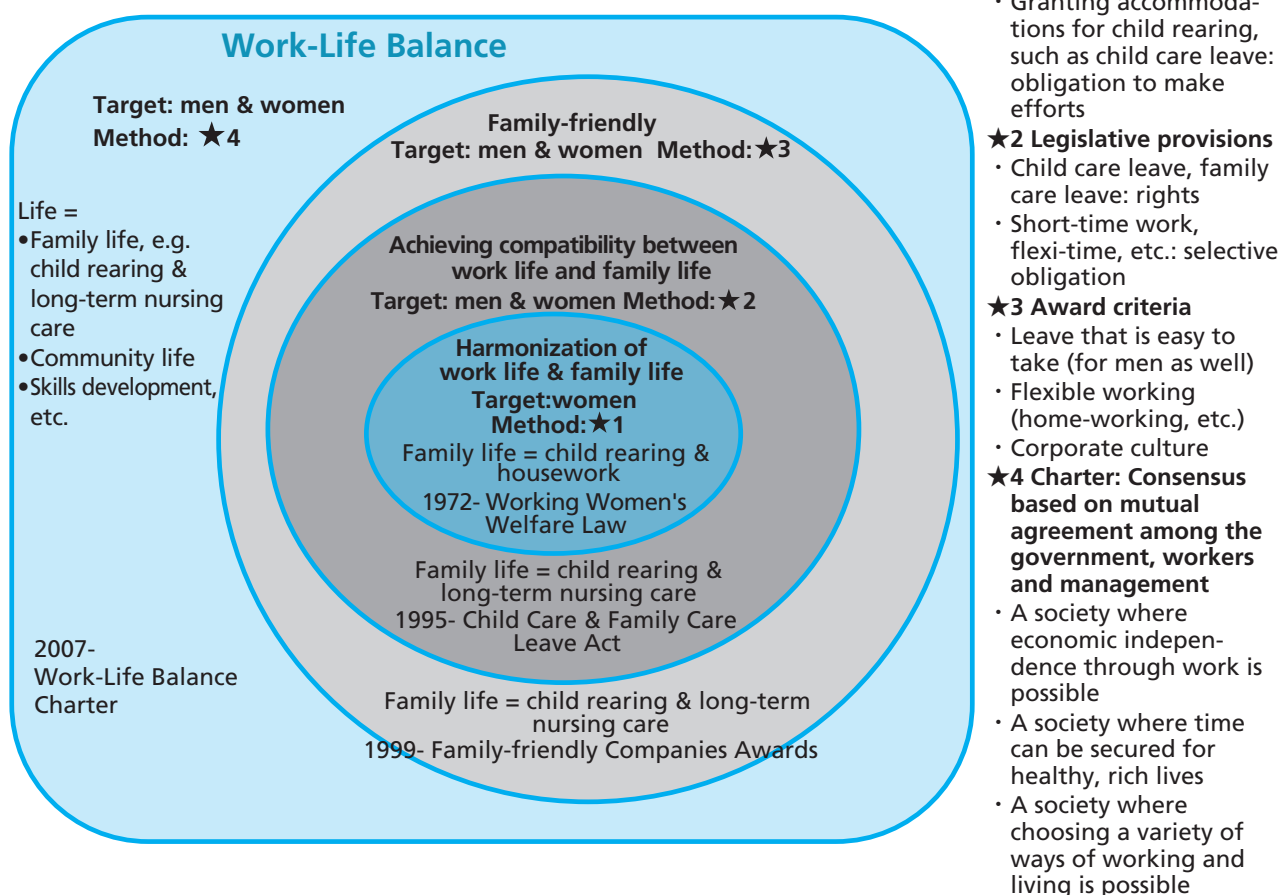 Work-Life Balance
Target: men & women
Method: ★4
Life =
•Family life, e.g.
child rearing &
long-term nursing
care
•Community life
•Skills development,
etc.
2007-
Work-Life Balance
Charter
Family-friendly
Target: men & women Method:★3
Achieving compatibility between
work life and family life
Target: men & women Method:★2
Harmonization of
work life & family life
Target:women
Method:★1
Family life = child rearing &
housework
1972- Working Women's
Welfare Law
Family life = child rearing &
long-term nursing care
1995- Child Care & Family Care
Leave Act
Family life = child rearing & long-term
nursing care
1999- Family-friendly Companies Awards
・Granting accommoda-
tions for child rearing,
such as child care leave:
obligation to make
efforts
★2 Legislative provisions
・Child care leave, family
care leave: rights
・Short-time work,
flexi-time, etc.: selective
obligation
★3 Award criteria
・Leave that is easy to
take (for men as well)
・Flexible working
(home-working, etc.)
・Corporate culture
★4 Charter: Consensus
based on mutual
agreement among the
government, workers
and management
・A society where
economic indepen-
dence through work is
possible
・A society where time
can be secured for
healthy, rich lives
・A society where
choosing a variety of
ways of working and
living is possible